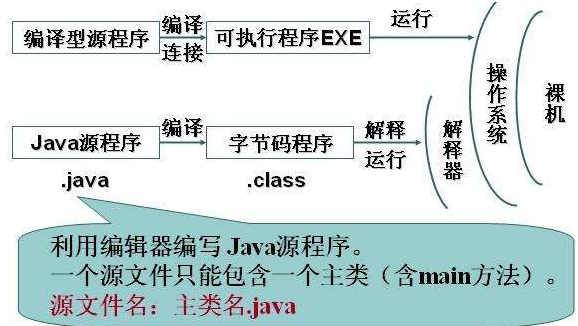 编译型源程序 编译 连接 可执行程序EXE 运行
操作系统
裸机
Java源程序 编译 字节码程序 解释 运行
解释器
.java .class
利用编辑器编写 Java源程序。
一个源文件只能包含一个主类（含main方法）。
源文件名：主类名.java